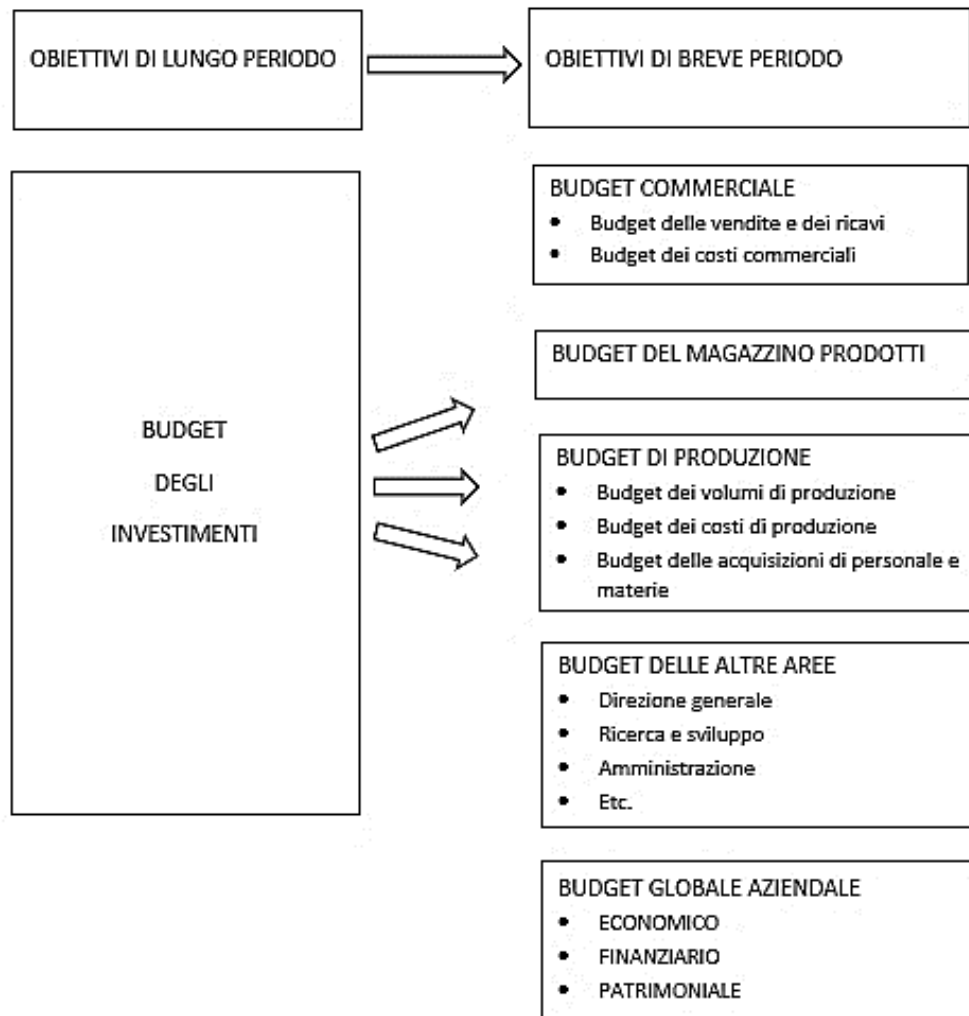 OBIETTIVI DI LUNGO PERIODO
OBIETTIVI DI BREVE PERIODO
BUDGET
DEGLI
INVESTIMENTI
BUDGET COMMERCIALE
• Budget delle vendite e dei ricavi
• Budget dei costi commerciali
BUDGET DEL MAGAZZINO PRODOTTI
BUDGET DI PRODUZIONE
• Budget dei volumi di produzione
• Budget dei costi di produzione
• Budget delle acquisizioni di personale e
materie
BUDGET DELLE ALTRE AREE
• Direzione generale
• Ricerca e sviluppo
• Amministrazione
• Etc.
BUDGET GLOBALE AZIENDALE
• ECONOMICO
• FINANZIARIO
• PATRIMONIALE